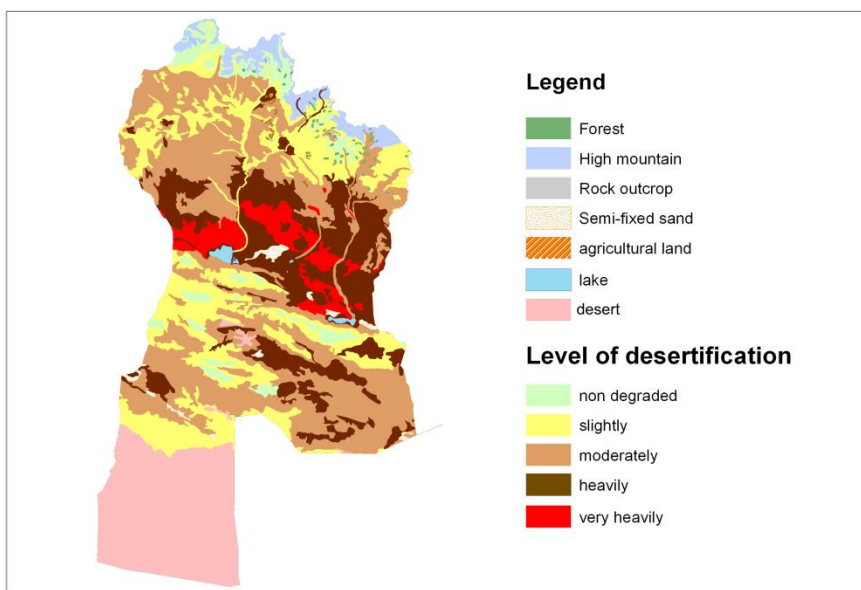 Legend
Forest
High mountain
Rock outcrop
Semi-fixed sand
agricultural land
lake
desert
Level of desertification
non degraded
slightly
moderately
heavily
very heavily